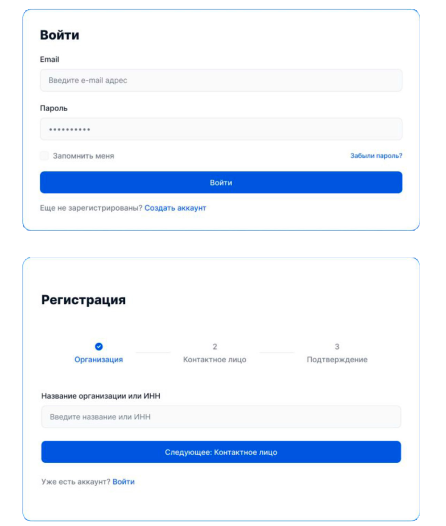 Войти
Email
Введите e-mail адрес
Пароль
••••••••••
Запомнить меня Забыли пароль?
Войти
Еще не зарегистрированы? Создать аккаунт
Регистрация
2 3
Организация Контактное лицо Подтверждение
Название организации или ИНН
Введите название или ИНН
Следующее: Контактное лицо
Уже есть аккаунт? Войти